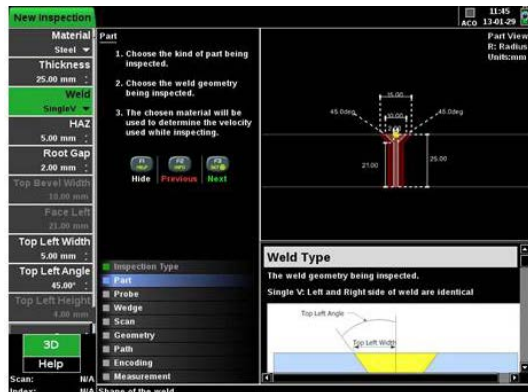 New Inspection
11:45
ACO 13-01-29
Material
Steel
Thickness
25.00 mm
Weld
SingleV
HAZ
5.00 mm
Root Gap
2.00 mm
Top Bevel Width
10.00 mm
Face Left
21.00 mm
Top Left Width
5.00 mm
Top Left Angle
45.00°
Top Left Height
4.00 mm
3D
Help
Scan: N/A
Index: N/A
Part
1. Choose the kind of part being
inspected.
2. Choose the weld geometry
being inspected.
3. The chosen material will be
used to determine the velocity
used while inspecting.
F1
HELP
F2
INFO
F3
Hide Previous Next
Inspection Type
Part
Probe
Wedge
Scan
Geometry
Path
Encoding
Measurement
Shape of the weld
Part View
R: Radius
Units:mm
15.00
45.0deg 10.00 45.0deg
21.00
25.00
Weld Type
The weld geometry being inspected.
Single V: Left and Right side of weld are identical
Top Left Angle
Top Left Width